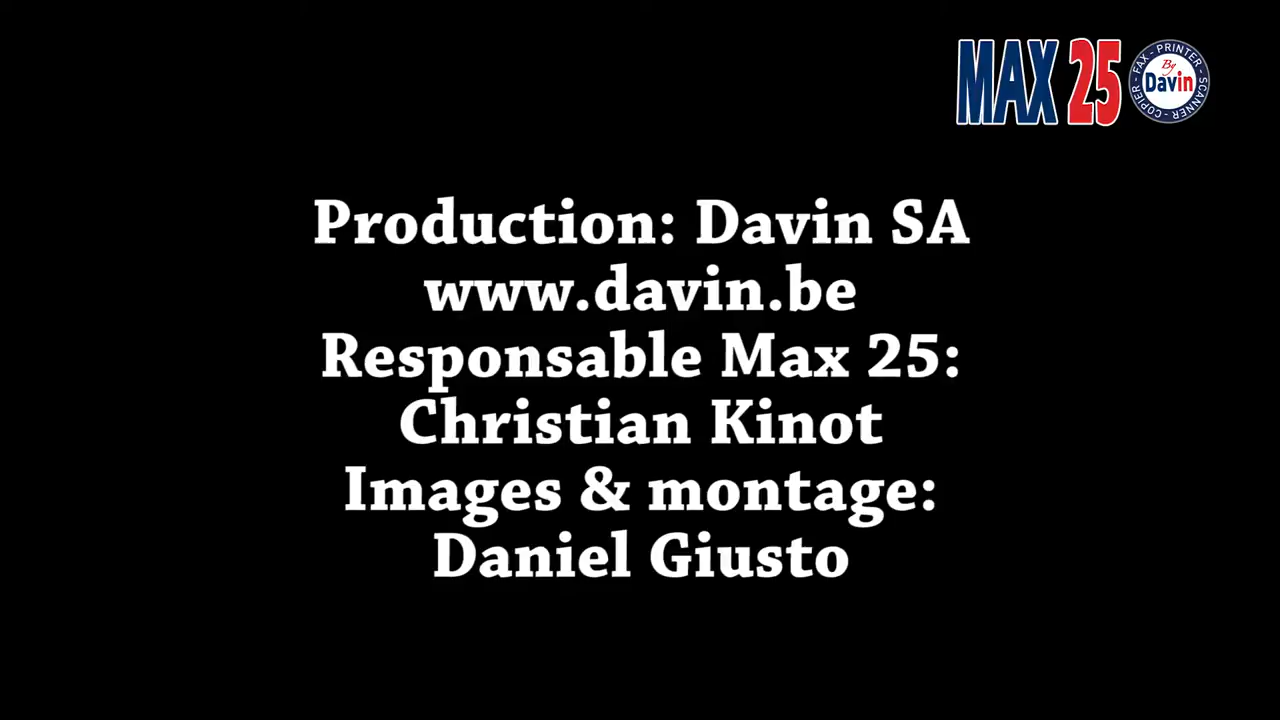 MAX 25
FAX - PRINTER - SCANNER - COPIER -
By
Davin
Production: Davin SA
www.davin.be
Responsable Max 25:
Christian Kinot
Images & montage:
Daniel Giusto